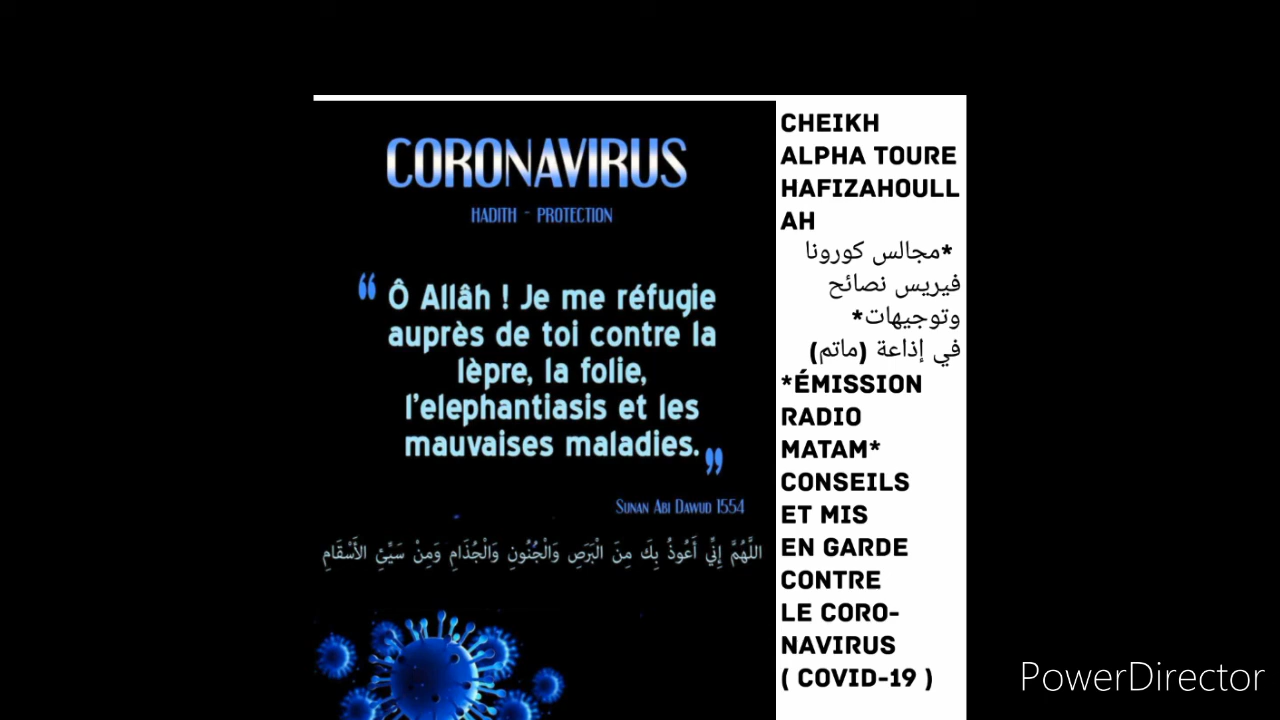 CORONAVIRUS
HADITH - PROTECTION
“ Ô Allâh ! Je me réfugie
auprès de toi contre la
lèpre, la folie,
l'elephantiasis et les
mauvaises maladies. ”
Sunan Abi Dawud 1554
اللَّهُمَّ إِنِّي أَعُوذُ بِكَ مِنَ الْبَرَصِ وَالْجُنُونِ وَالْجُذَامِ وَمِنْ سَيِّئِ الأَسْقَامِ
CHEIKH
ALPHA TOURE
HAFIZAHOULL
AH
*مجالس كورونا
فيريس نصائح
وتوجيهات*
في إذاعة (ماتم)
*ÉMISSION
RADIO
MATAM*
CONSEILS
ET MIS
EN GARDE
CONTRE
LE CORO-
NAVIRUS
( COVID-19 )
PowerDirector